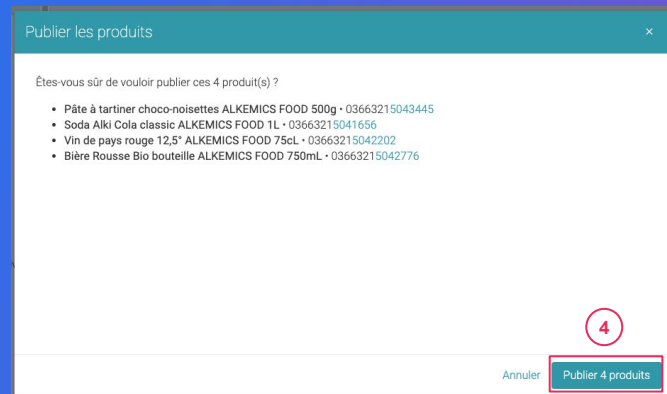 Publier les produits ×
Êtes-vous sûr de vouloir publier ces 4 produit(s) ?
• Pâte à tartiner choco-noisettes ALKEMICS FOOD 500g • 03663215043445
• Soda Alki Cola classic ALKEMICS FOOD 1L • 03663215041656
• Vin de pays rouge 12,5° ALKEMICS FOOD 75cL • 03663215042202
• Bière Rousse Bio bouteille ALKEMICS FOOD 750mL • 03663215042776
4
Annuler Publier 4 produits